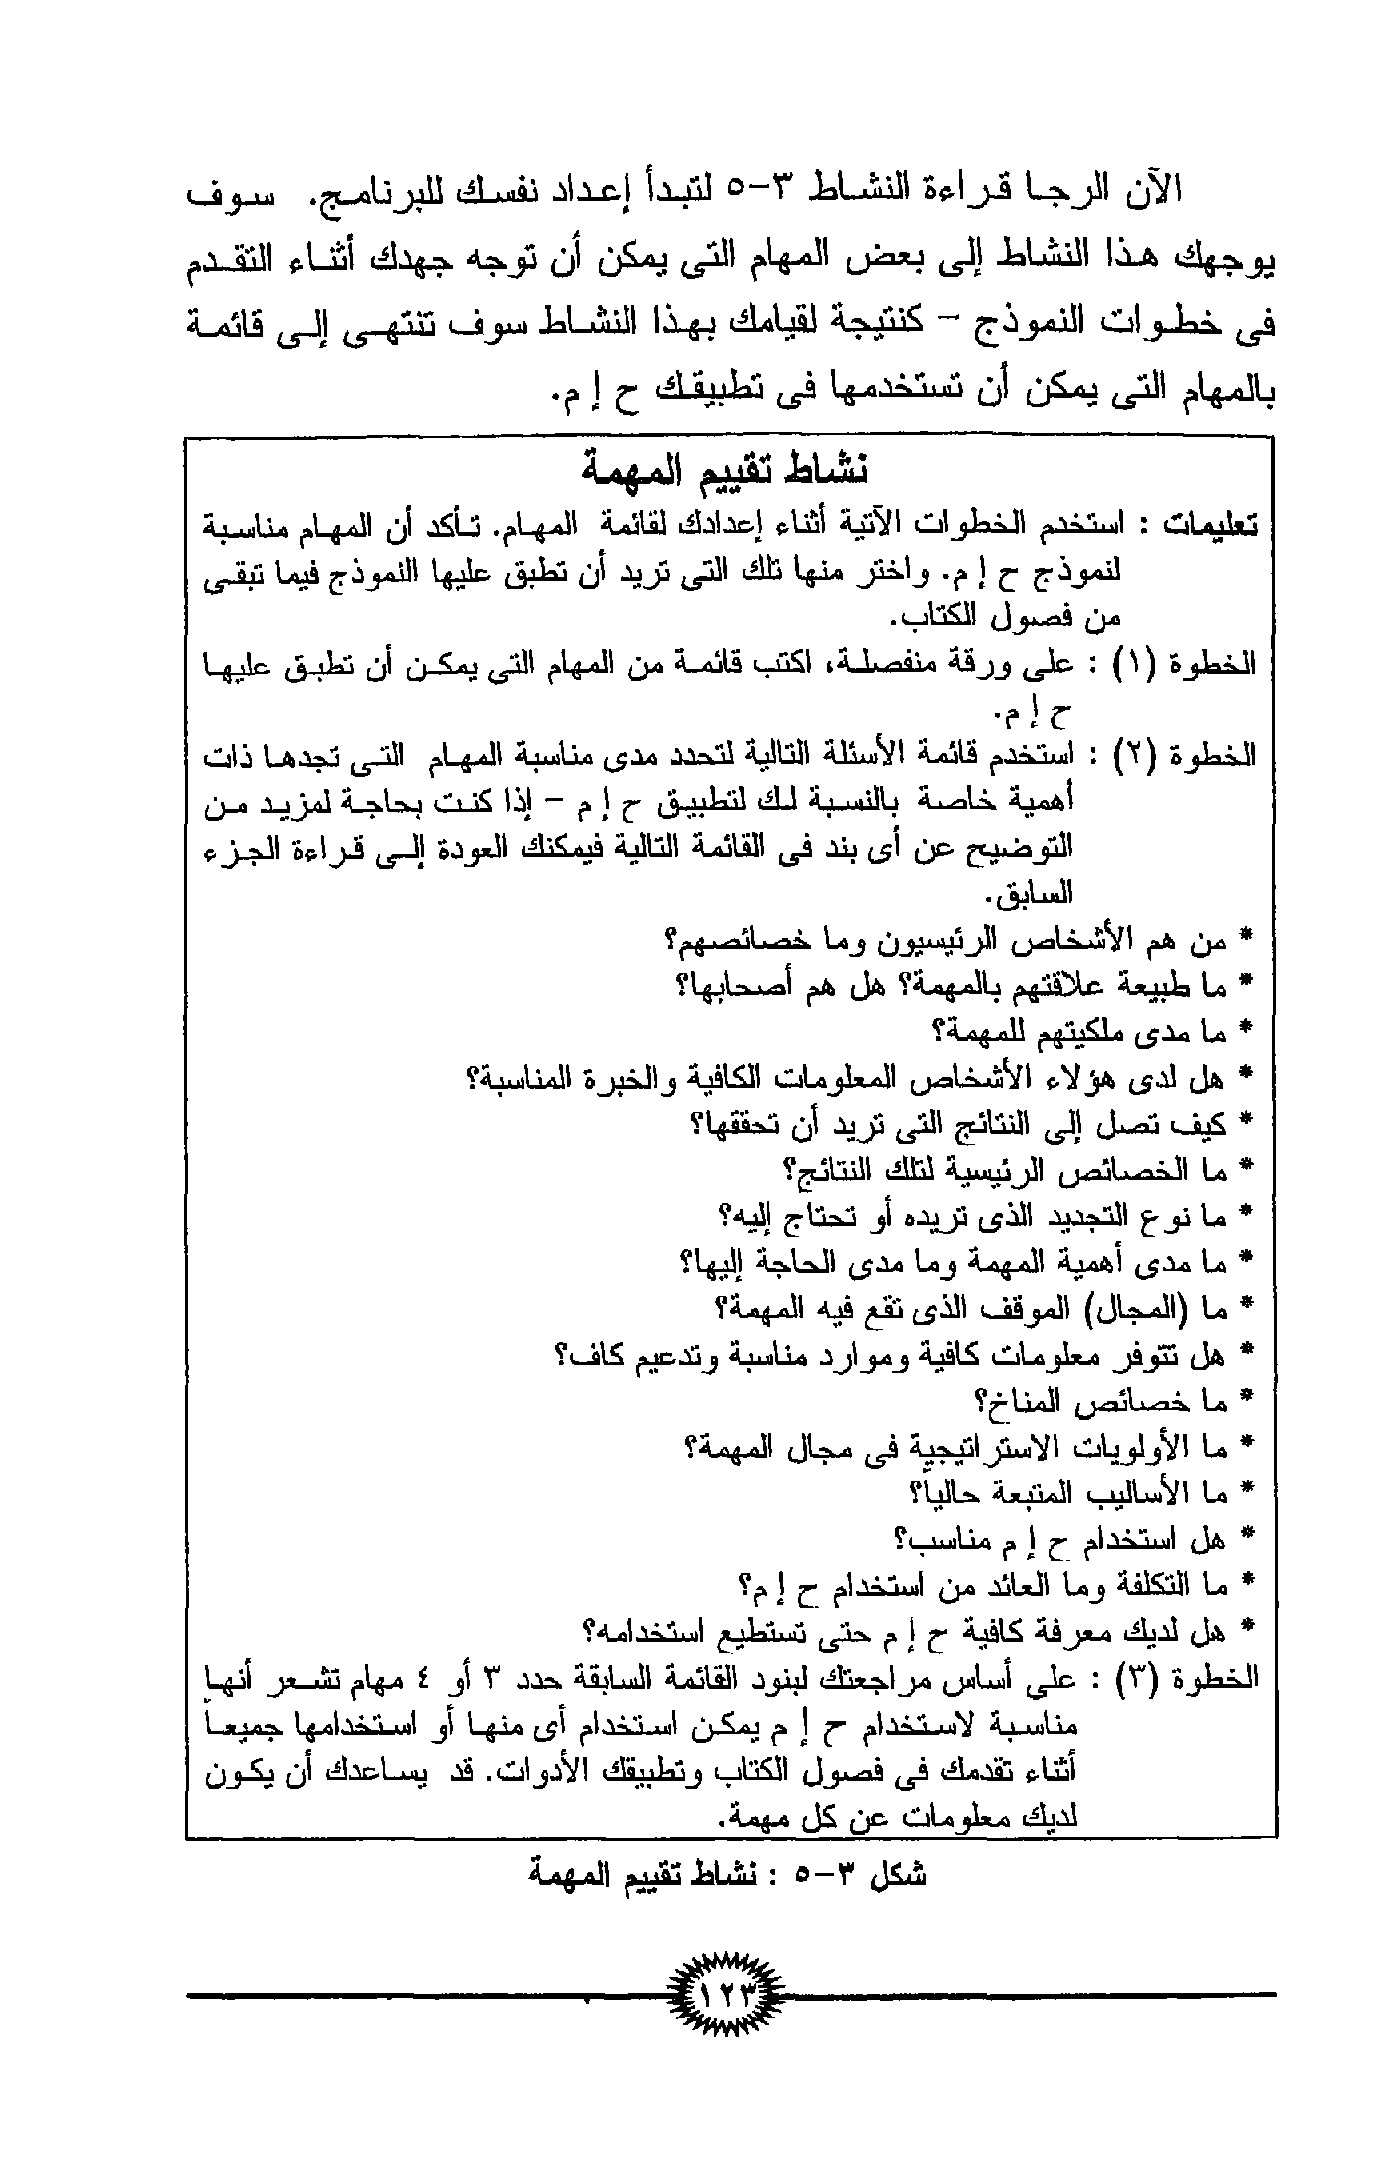 الآن الرجا قراءة النشاط ٣-٥ لتبدأ إعداد نفسك للبرنامج. سوف
يوجهك هذا النشاط إلى بعض المهام التى يمكن أن توجه جهدك أثناء التقدم
فى خطوات النموذج - كنتيجة لقيامك بهذا النشاط سوف تنتهى إلى قائمة
بالمهام التى يمكن أن تستخدمها فى تطبيقك ح إ م.
نشاط تقييم المهمة
تعليمات : استخدم الخطوات الآتية أثناء إعدادك لقائمة المهام. تأكد أن المهام مناسبة
لنموذج ح إ م. واختر منها تلك التى تريد أن تطبق عليها النموذج فيما تبقى
من فصول الكتاب.
الخطوة (١) : على ورقة منفصلة، اكتب قائمة من المهام التى يمكن أن تطبق عليها
ح إ م.
الخطوة (٢) : استخدم قائمة الأسئلة التالية لتحدد مدى مناسبة المهام التى تجدها ذات
أهمية خاصة بالنسبة لك لتطبيق ح إ م - إذا كنت بحاجة لمزيد من
التوضيح عن أى بند فى القائمة التالية فيمكنك العودة إلى قراءة الجزء
السابق.
* من هم الأشخاص الرئيسيون وما خصائصهم؟
* ما طبيعة علاقتهم بالمهمة؟ هل هم أصحابها؟
* ما مدى ملكيتهم للمهمة؟
* هل لدى هؤلاء الأشخاص المعلومات الكافية والخبرة المناسبة؟
* كيف تصل إلى النتائج التى تريد أن تحققها؟
* ما الخصائص الرئيسية لتلك النتائج؟
* ما نوع التجديد الذى تريده أو تحتاج إليه؟
* ما مدى أهمية المهمة وما مدى الحاجة إليها؟
* ما (المجال) الموقف الذى تقع فيه المهمة؟
* هل تتوفر معلومات كافية وموارد مناسبة وتدعيم كاف؟
* ما خصائص المناخ؟
* ما الأولويات الاستراتيجية فى مجال المهمة؟
* ما الأساليب المتبعة حالياً؟
* هل استخدام ح إ م مناسب؟
* ما التكلفة وما العائد من استخدام ح إ م؟
* هل لديك معرفة كافية ح إ م حتى تستطيع استخدامه؟
الخطوة (٣) : على أساس مراجعتك لبنود القائمة السابقة حدد ٣ أو ٤ مهام تشعر أنها
مناسبة لاستخدام ح إ م يمكن استخدام أى منها أو استخدامها جميعاً
أثناء تقدمك فى فصول الكتاب وتطبيقك الأدوات. قد يساعدك أن يكون
لديك معلومات عن كل مهمة.
شكل ٣-٥ : نشاط تقييم المهمة
١٢٣